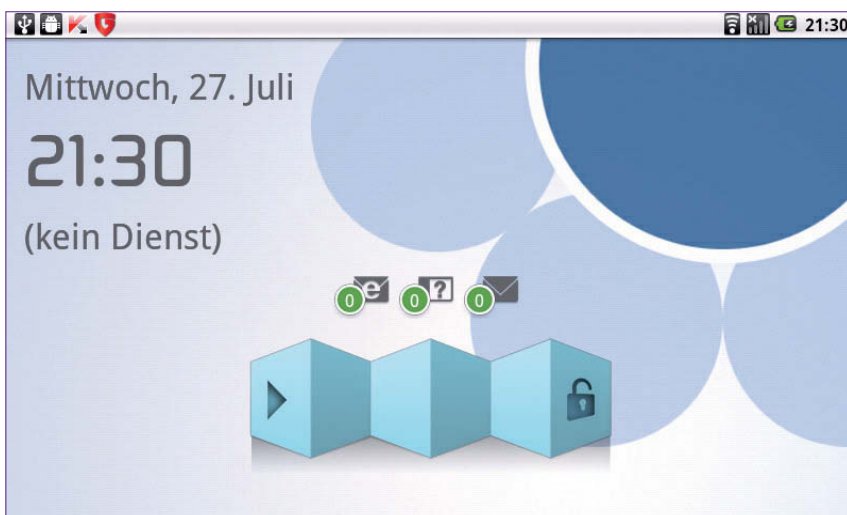 21:30
Mittwoch, 27. Juli
21:30
(kein Dienst)
e ?
0 0 0